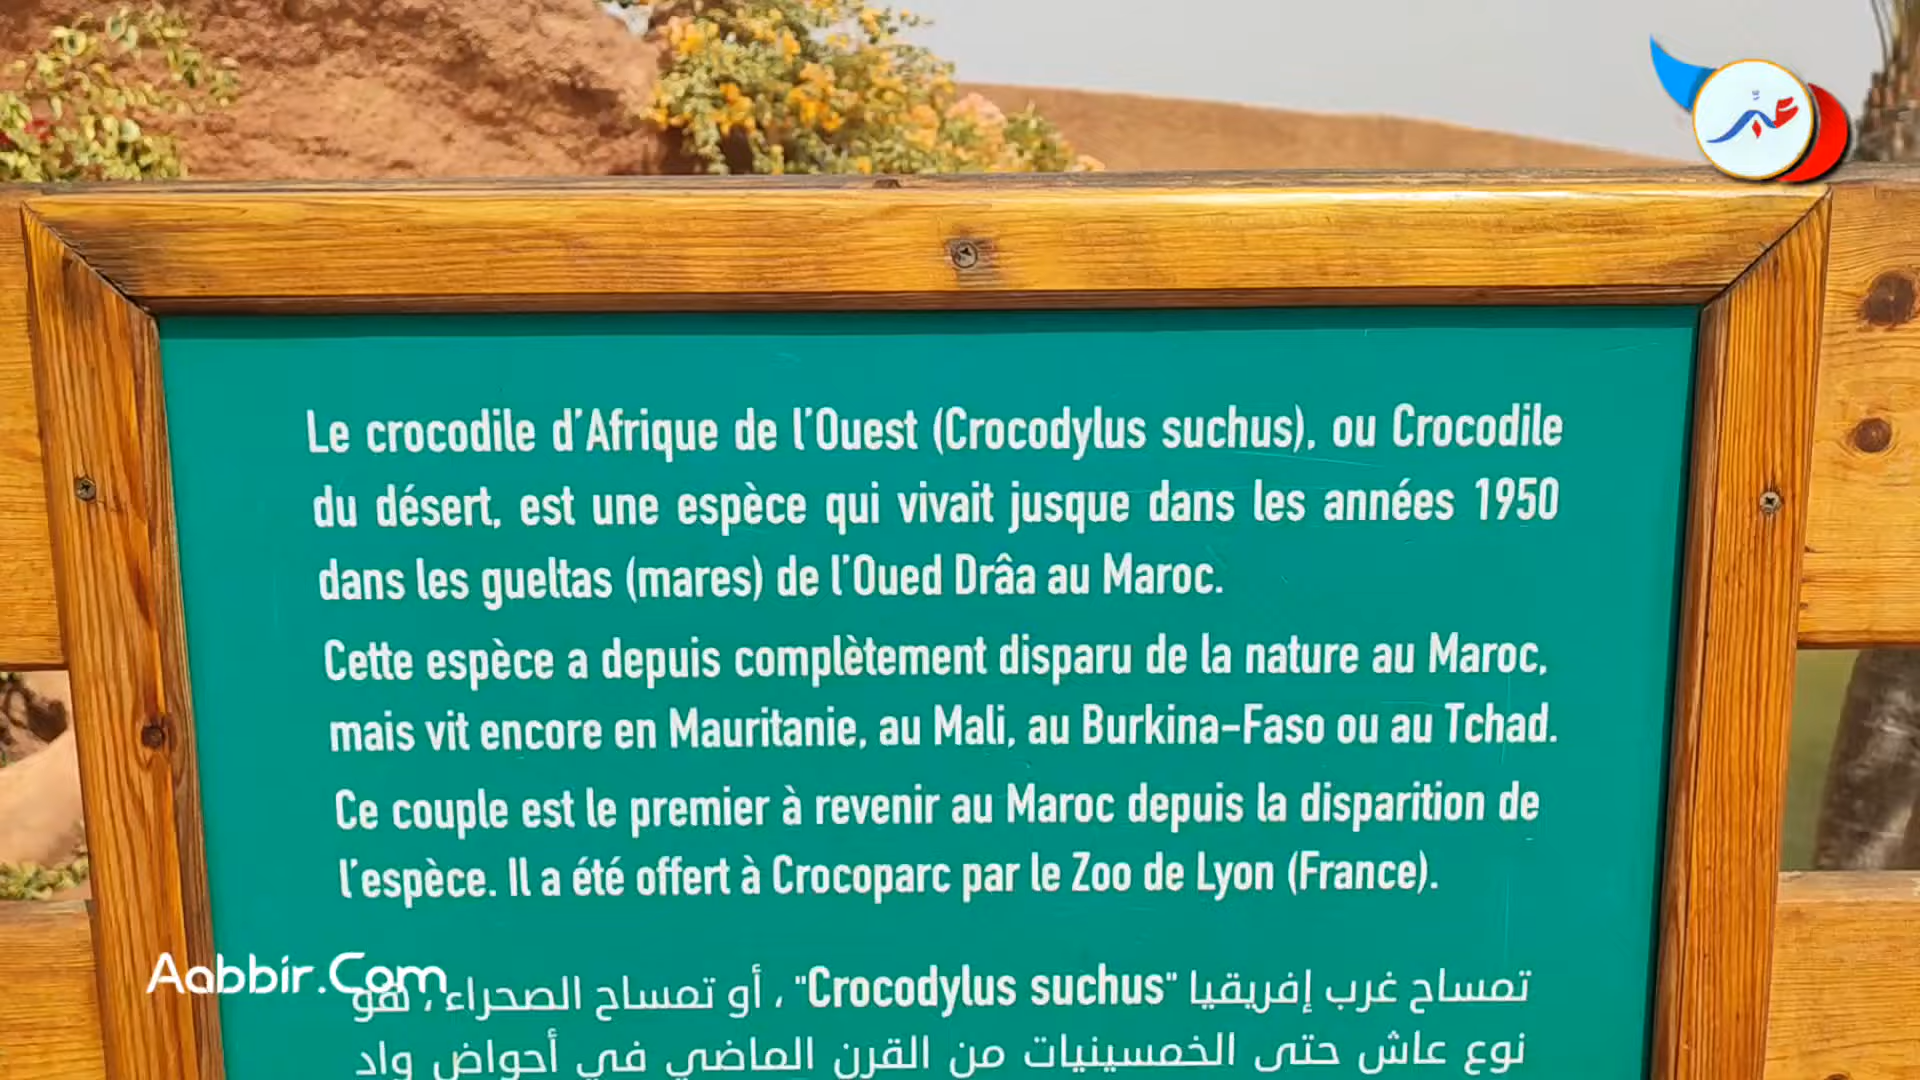 عبّر
Le crocodile d'Afrique de l'Ouest (Crocodylus suchus), ou Crocodile
du désert, est une espèce qui vivait jusque dans les années 1950
dans les gueltas (mares) de l'Oued Drâa au Maroc.
Cette espèce a depuis complètement disparu de la nature au Maroc,
mais vit encore en Mauritanie, au Mali, au Burkina-Faso ou au Tchad.
Ce couple est le premier à revenir au Maroc depuis la disparition de
l'espèce. Il a été offert à Crocoparc par le Zoo de Lyon (France).
Aabbir.Com
تمساح غرب إفريقيا "Crocodylus suchus" ، أو تمساح الصحراء ، هو
نوع عاش حتى الخمسينيات من القرن الماضي في أحواض واد